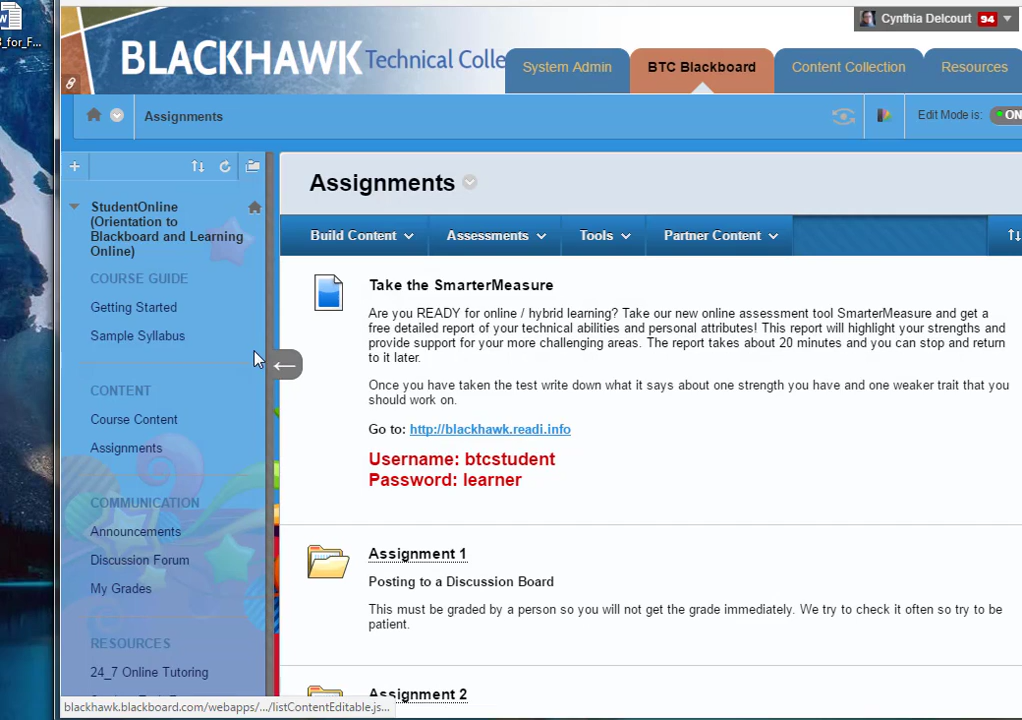 Cynthia Delcourt 94
BLACKHAWK Technical Colle
System Admin
BTC Blackboard
Content Collection
Resources
Assignments
Edit Mode is: ON
StudentOnline
(Orientation to
Blackboard and Learning
Online)
COURSE GUIDE
Getting Started
Sample Syllabus
CONTENT
Course Content
Assignments
COMMUNICATION
Announcements
Discussion Forum
My Grades
RESOURCES
24_7 Online Tutoring
Assignments
Build Content
Assessments
Tools
Partner Content
Take the SmarterMeasure
Are you READY for online / hybrid learning? Take our new online assessment tool SmarterMeasure and get a
free detailed report of your technical abilities and personal attributes! This report will highlight your strengths and
provide support for your more challenging areas. The report takes about 20 minutes and you can stop and return
to it later.
Once you have taken the test write down what it says about one strength you have and one weaker trait that you
should work on.
Go to: http://blackhawk.readi.info
Username: btcstudent
Password: learner
Assignment 1
Posting to a Discussion Board
This must be graded by a person so you will not get the grade immediately. We try to check it often so try to be
patient.
Assignment 2
blackhawk.blackboard.com/webapps/.../listContentEditable.js...